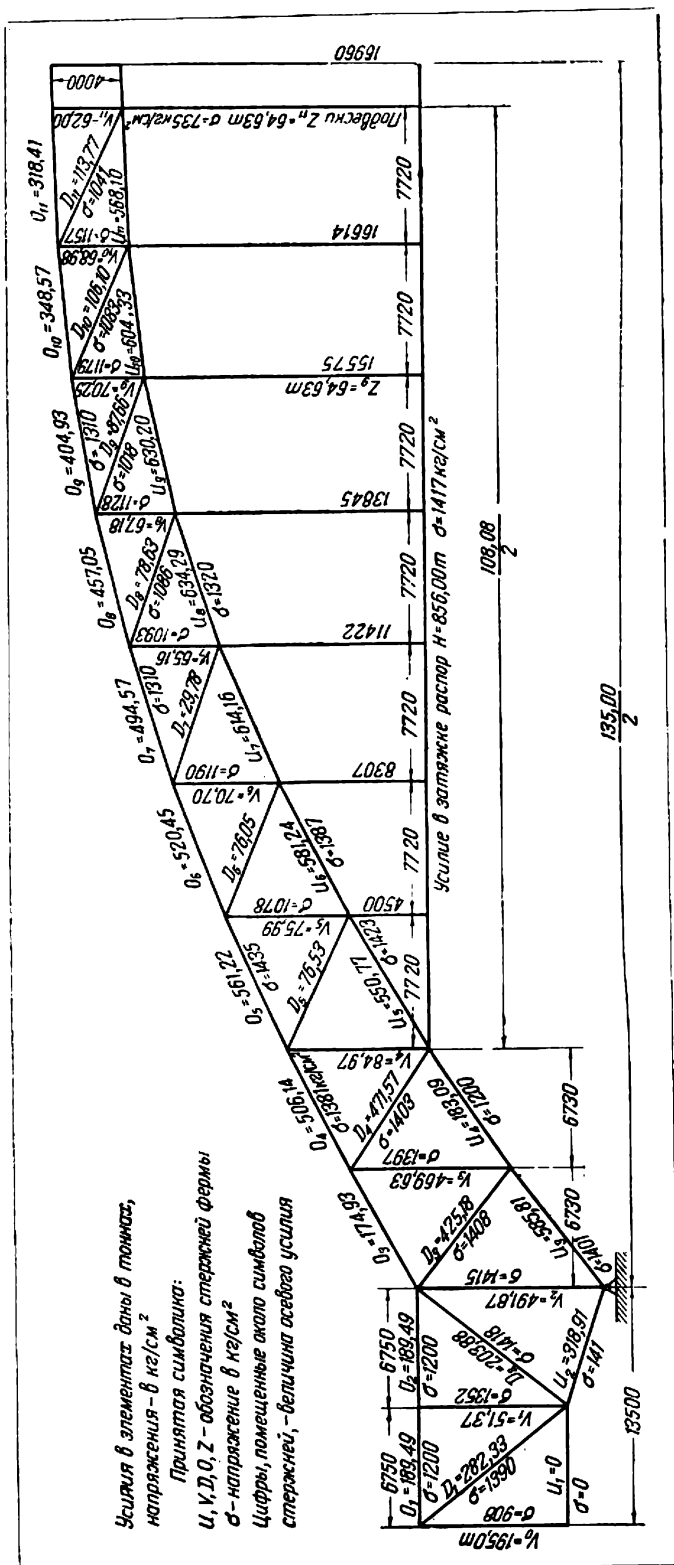 Усилия в элементах даны в тоннах,
напряжения – в кг/см²
Принятая символика:
U, V, D, O, Z – обозначения стержней фермы
σ – напряжение в кг/см²
Цифры, помещенные около символов
стержней, – величина осевого усилия
V₀=195,0т
σ=908
6750
O₁=189,49
σ=1200
D₁=282,33
σ=1390
U₁=0
σ=0
σ=1352
V₁=51,37
6750
O₂=189,49
σ=1200
D₂=203,88
σ=1418
U₂=318,91
σ=141
13500
σ=1415
V₂=491,87
O₃=174,93
D₃=425,18
σ=1408
U₃=585,81
σ=1401
6730
σ=1397
V₃=469,63
O₄=506,14
σ=1381кг/см²
D₄=471,57
σ=1403
U₄=183,09
σ=1200
6730
V₄=84,97
O₅=561,22
σ=1435
D₅=76,53
U₅=550,77
σ=1423
7720
σ=1078
V₅=75,99
4500
O₆=520,45
D₆=76,05
U₆=581,24
σ=1387
7720
σ=1190
V₆=70,70
8307
O₇=494,57
σ=1310
D₇=29,78
U₇=614,16
7720
σ=1093
V₇=65,16
11422
O₈=457,05
D₈=78,63
σ=1086
U₈=634,29
σ=1320
7720
σ=1128
V₈=67,18
13845
O₉=404,93
σ=1310
D₉=87,66
σ=1018
U₉=630,20
7720
σ=1179
V₉=70,25
15575
Z₉=64,63т
O₁₀=348,57
D₁₀=106,10
σ=1083
U₁₀=604,33
7720
σ=1157
V₁₀=68,98
16614
O₁₁=318,41
D₁₁=113,77
σ=1041
U₁₁=568,10
7720
V₁₁=62,00
Подвески Z₁₁=64,63т σ=735кг/см²
4000
16960
Усилие в затяжке распор H=856,00т σ=1417кг/см²
108,08
2
135,00
2